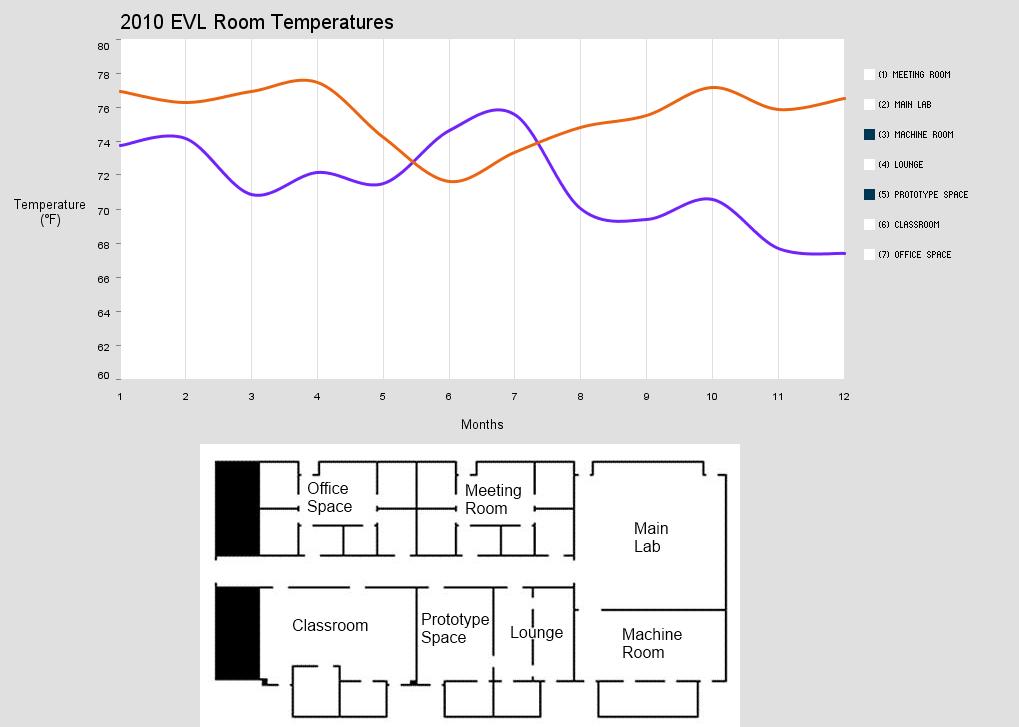 2010 EVL Room Temperatures
80
78
76
74
72
70
68
66
64
62
60
Temperature
(°F)
1 2 3 4 5 6 7 8 9 10 11 12
Months
(1) MEETING ROOM
(2) MAIN LAB
(3) MACHINE ROOM
(4) LOUNGE
(5) PROTOTYPE SPACE
(6) CLASSROOM
(7) OFFICE SPACE
Office
Space
Meeting
Room
Main
Lab
Classroom
Prototype
Space
Lounge
Machine
Room